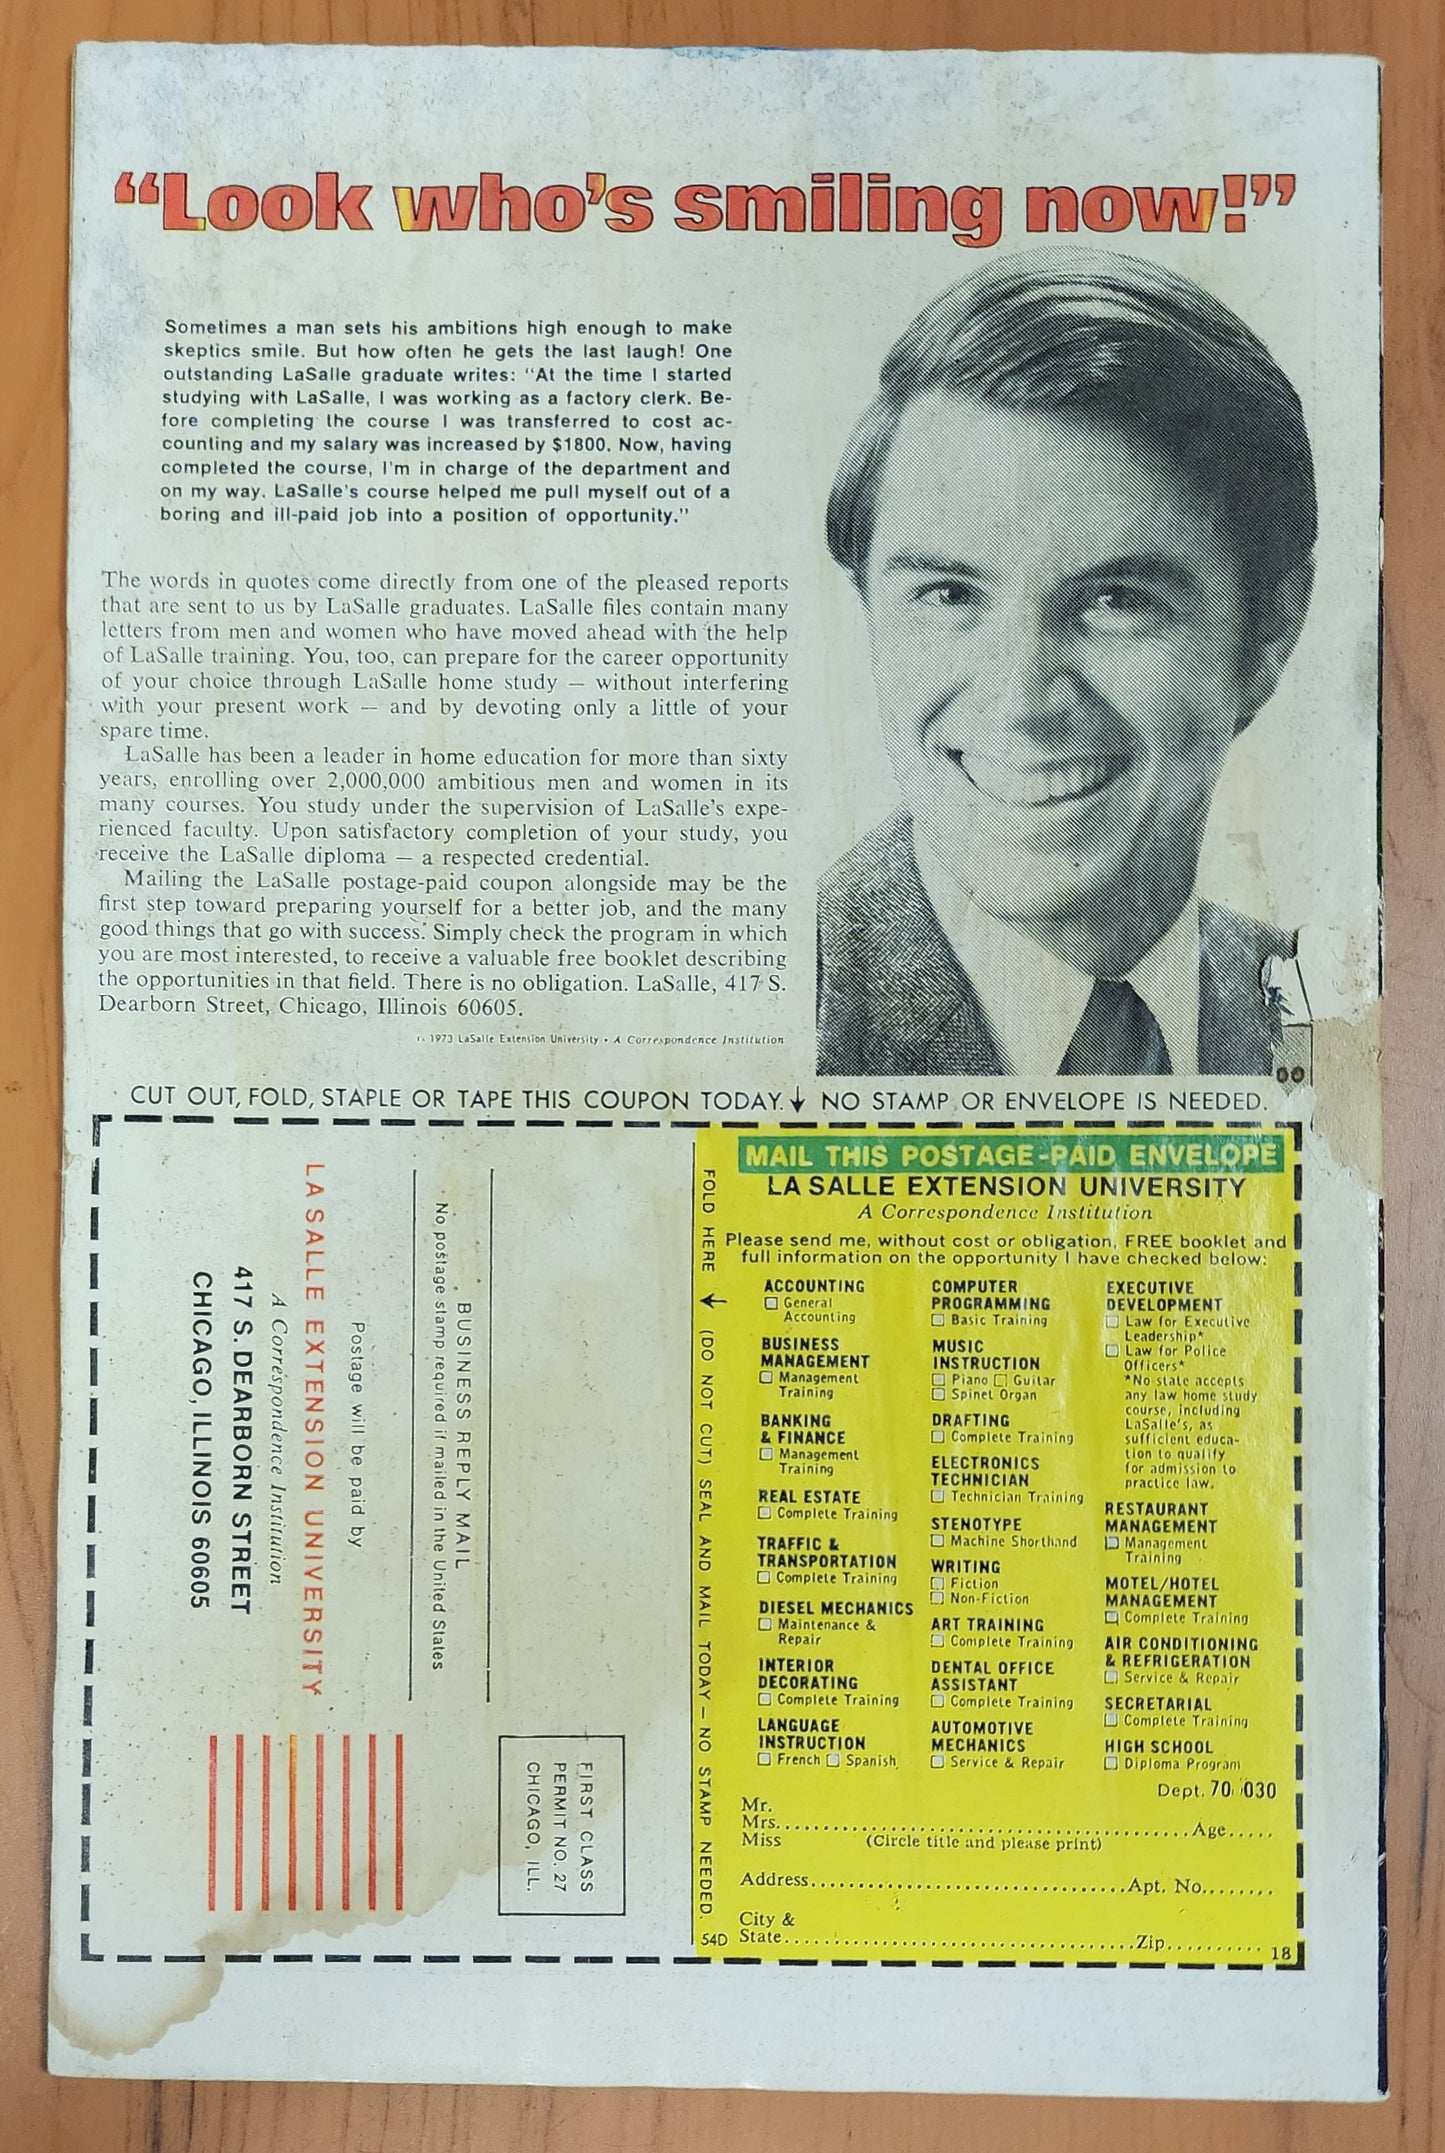 “Look who’s smiling now!”
Sometimes a man sets his ambitions high enough to make
skeptics smile. But how often he gets the last laugh! One
outstanding LaSalle graduate writes: “At the time I started
studying with LaSalle, I was working as a factory clerk. Be-
fore completing the course I was transferred to cost ac-
counting and my salary was increased by $1800. Now, having
completed the course, I'm in charge of the department and
on my way. LaSalle's course helped me pull myself out of a
boring and ill-paid job into a position of opportunity.”
The words in quotes come directly from one of the pleased reports
that are sent to us by LaSalle graduates. LaSalle files contain many
letters from men and women who have moved ahead with the help
of LaSalle training. You, too, can prepare for the career opportunity
of your choice through LaSalle home study — without interfering
with your present work — and by devoting only a little of your
spare time.
LaSalle has been a leader in home education for more than sixty
years, enrolling over 2,000,000 ambitious men and women in its
many courses. You study under the supervision of LaSalle's expe-
rienced faculty. Upon satisfactory completion of your study, you
receive the LaSalle diploma — a respected credential.
Mailing the LaSalle postage-paid coupon alongside may be the
first step toward preparing yourself for a better job, and the many
good things that go with success. Simply check the program in which
you are most interested, to receive a valuable free booklet describing
the opportunities in that field. There is no obligation. LaSalle, 417 S.
Dearborn Street, Chicago, Illinois 60605.
© 1973 LaSalle Extension University • A Correspondence Institution
CUT OUT, FOLD, STAPLE OR TAPE THIS COUPON TODAY. ↓ NO STAMP OR ENVELOPE IS NEEDED.
FIRST CLASS
PERMIT NO. 27
CHICAGO, ILL.
BUSINESS REPLY MAIL
No postage stamp required if mailed in the United States
Postage will be paid by
LA SALLE EXTENSION UNIVERSITY
A Correspondence Institution
417 S. DEARBORN STREET
CHICAGO, ILLINOIS 60605
FOLD HERE ↓ (DO NOT CUT) SEAL AND MAIL TODAY — NO STAMP NEEDED.
54D
MAIL THIS POSTAGE-PAID ENVELOPE
LA SALLE EXTENSION UNIVERSITY
A Correspondence Institution
Please send me, without cost or obligation, FREE booklet and
full information on the opportunity I have checked below:
ACCOUNTING
☐ General
Accounting
BUSINESS
MANAGEMENT
☐ Management
Training
BANKING
& FINANCE
☐ Management
Training
REAL ESTATE
☐ Complete Training
TRAFFIC &
TRANSPORTATION
☐ Complete Training
DIESEL MECHANICS
☐ Maintenance &
Repair
INTERIOR
DECORATING
☐ Complete Training
LANGUAGE
INSTRUCTION
☐ French ☐ Spanish
COMPUTER
PROGRAMMING
☐ Basic Training
MUSIC
INSTRUCTION
☐ Piano ☐ Guitar
☐ Spinet Organ
DRAFTING
☐ Complete Training
ELECTRONICS
TECHNICIAN
☐ Technician Training
STENOTYPE
☐ Machine Shorthand
WRITING
☐ Fiction
☐ Non-Fiction
ART TRAINING
☐ Complete Training
DENTAL OFFICE
ASSISTANT
☐ Complete Training
AUTOMOTIVE
MECHANICS
☐ Service & Repair
EXECUTIVE
DEVELOPMENT
☐ Law for Executive
Leadership*
☐ Law for Police
Officers*
*No state accepts
any law home study
course, including
LaSalle's, as
sufficient educa-
tion to qualify
for admission to
practice law.
RESTAURANT
MANAGEMENT
☐ Management
Training
MOTEL/HOTEL
MANAGEMENT
☐ Complete Training
AIR CONDITIONING
& REFRIGERATION
☐ Service & Repair
SECRETARIAL
☐ Complete Training
HIGH SCHOOL
☐ Diploma Program
Dept. 70-030
Mr.
Mrs. Age
Miss (Circle title and please print)
Address Apt. No.
City &
State Zip
18